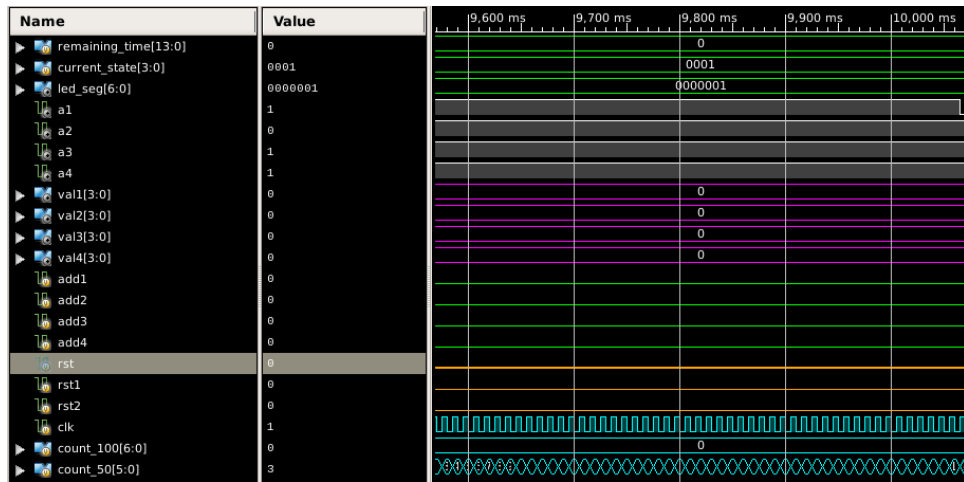 Name Value 9,600 ms 9,700 ms 9,800 ms 9,900 ms 10,000 ms
remaining_time[13:0] 0 0
current_state[3:0] 0001 0001
led_seg[6:0] 0000001 0000001
a1 1
a2 0
a3 1
a4 1
val1[3:0] 0 0
val2[3:0] 0 0
val3[3:0] 0 0
val4[3:0] 0 0
add1 0
add2 0
add3 0
add4 0
rst 0
rst1 0
rst2 0
clk 1
count_100[6:0] 0 0
count_50[5:0] 3